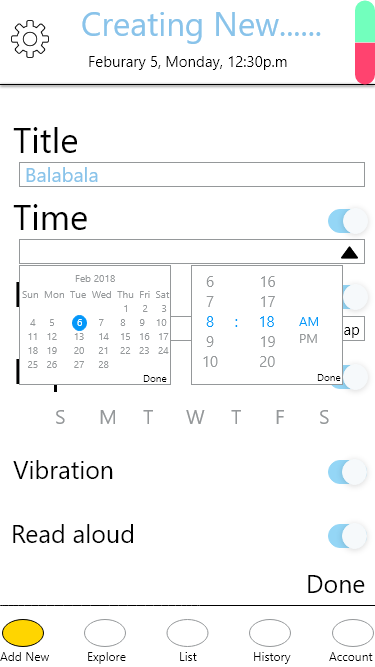 Creating New......
Feburary 5, Monday, 12:30p.m
Title
Balabala
Time
Feb 2018
Sun Mon Tue Wed Thu Fri Sat
1 2 3
4 5 6 7 8 9 10
11 12 13 14 15 16 17
18 19 20 21 22 23 24
25 26 27 28
Done
6 16
7 17
8 : 18 AM
9 19 PM
10 20
Done
ap
S M T W T F S
Vibration
Read aloud
Done
Add New Explore List History Account